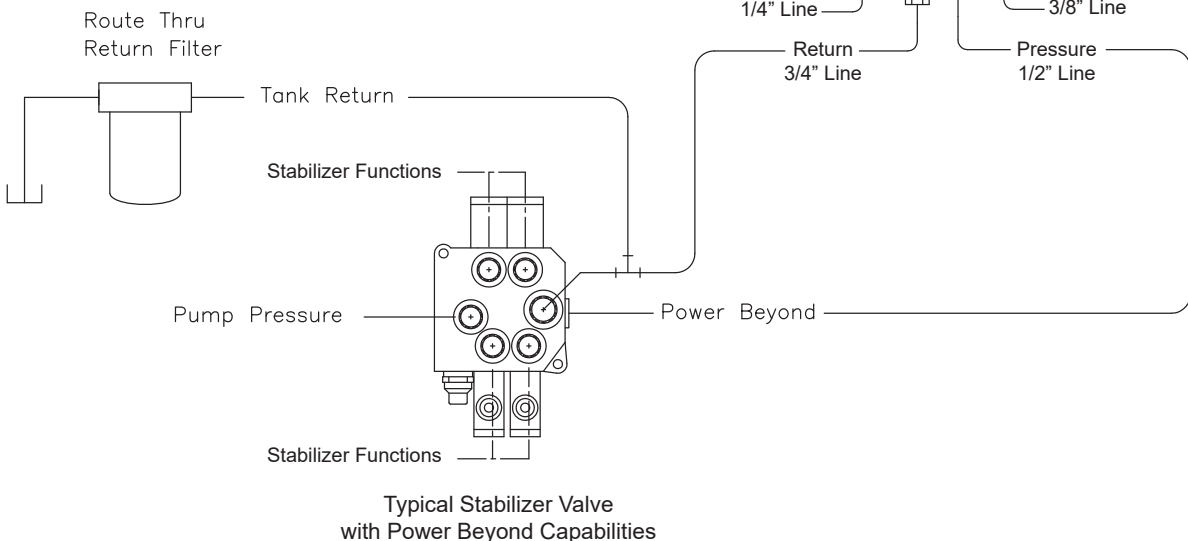 1/4” Line
3/8” Line
Route Thru
Return Filter
Return
3/4” Line
Pressure
1/2” Line
Tank Return
Stabilizer Functions
Pump Pressure
Power Beyond
Stabilizer Functions
Typical Stabilizer Valve
with Power Beyond Capabilities